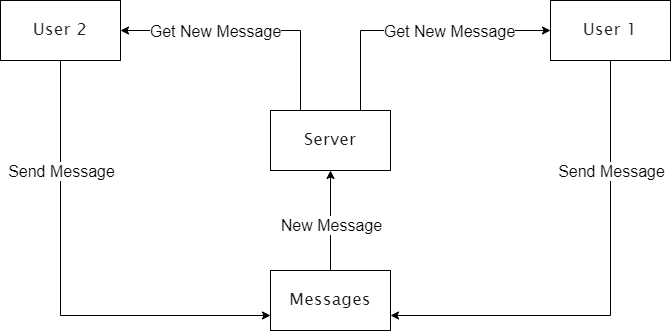 User 2
Get New Message
Get New Message
User 1
Server
Send Message
Send Message
New Message
Messages